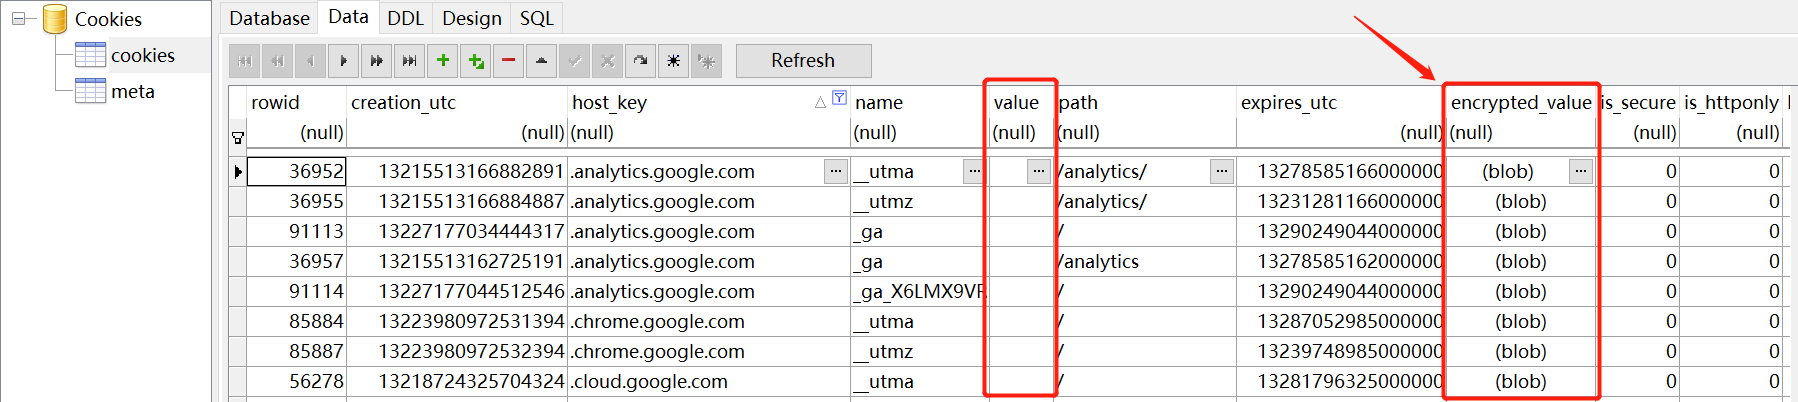 Cookies
cookies
meta
Database Data DDL Design SQL
Refresh
rowid creation_utc host_key name value path expires_utc encrypted_value is_secure is_httponly
(null) (null) (null) (null) (null) (null) (null) (null) (null) (null)
36952 13215513166882891 .analytics.google.com ... __utma ... ... /analytics/ ... 13278585166000000 (blob) ... 0 0
36955 13215513166884887 .analytics.google.com __utmz /analytics/ 13231281166000000 (blob) 0 0
91113 13227177034444317 .analytics.google.com _ga / 13290249044000000 (blob) 0 0
36957 13215513162725191 .analytics.google.com _ga /analytics 13278585162000000 (blob) 0 0
91114 13227177044512546 .analytics.google.com _ga_X6LMX9VR / 13290249044000000 (blob) 0 0
85884 13223980972531394 .chrome.google.com __utma / 13287052985000000 (blob) 0 0
85887 13223980972532394 .chrome.google.com __utmz / 13239748985000000 (blob) 0 0
56278 13218724325704324 .cloud.google.com __utma / 13281796325000000 (blob) 0 0